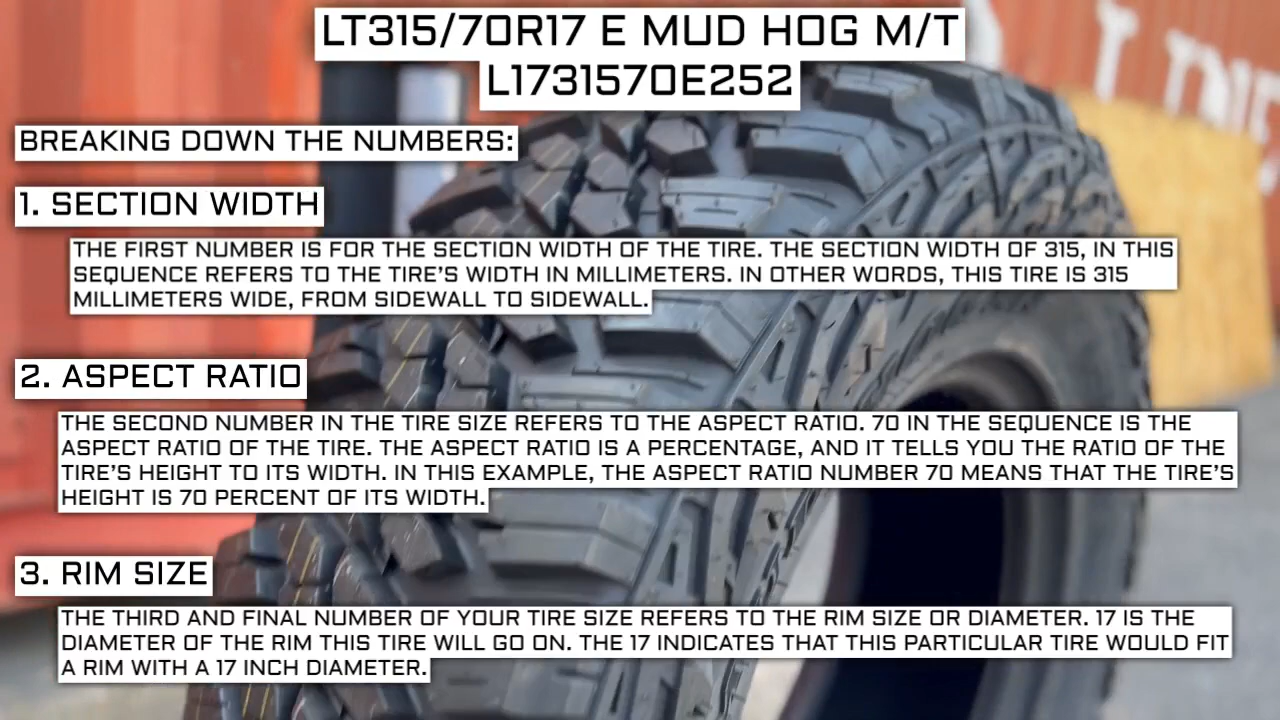 LT315/70R17 E MUD HOG M/T
L1731570E252
BREAKING DOWN THE NUMBERS:
1. SECTION WIDTH
THE FIRST NUMBER IS FOR THE SECTION WIDTH OF THE TIRE. THE SECTION WIDTH OF 315, IN THIS
SEQUENCE REFERS TO THE TIRE'S WIDTH IN MILLIMETERS. IN OTHER WORDS, THIS TIRE IS 315
MILLIMETERS WIDE, FROM SIDEWALL TO SIDEWALL.
2. ASPECT RATIO
THE SECOND NUMBER IN THE TIRE SIZE REFERS TO THE ASPECT RATIO. 70 IN THE SEQUENCE IS THE
ASPECT RATIO OF THE TIRE. THE ASPECT RATIO IS A PERCENTAGE, AND IT TELLS YOU THE RATIO OF THE
TIRE'S HEIGHT TO ITS WIDTH. IN THIS EXAMPLE, THE ASPECT RATIO NUMBER 70 MEANS THAT THE TIRE'S
HEIGHT IS 70 PERCENT OF ITS WIDTH.
3. RIM SIZE
THE THIRD AND FINAL NUMBER OF YOUR TIRE SIZE REFERS TO THE RIM SIZE OR DIAMETER. 17 IS THE
DIAMETER OF THE RIM THIS TIRE WILL GO ON. THE 17 INDICATES THAT THIS PARTICULAR TIRE WOULD FIT
A RIM WITH A 17 INCH DIAMETER.